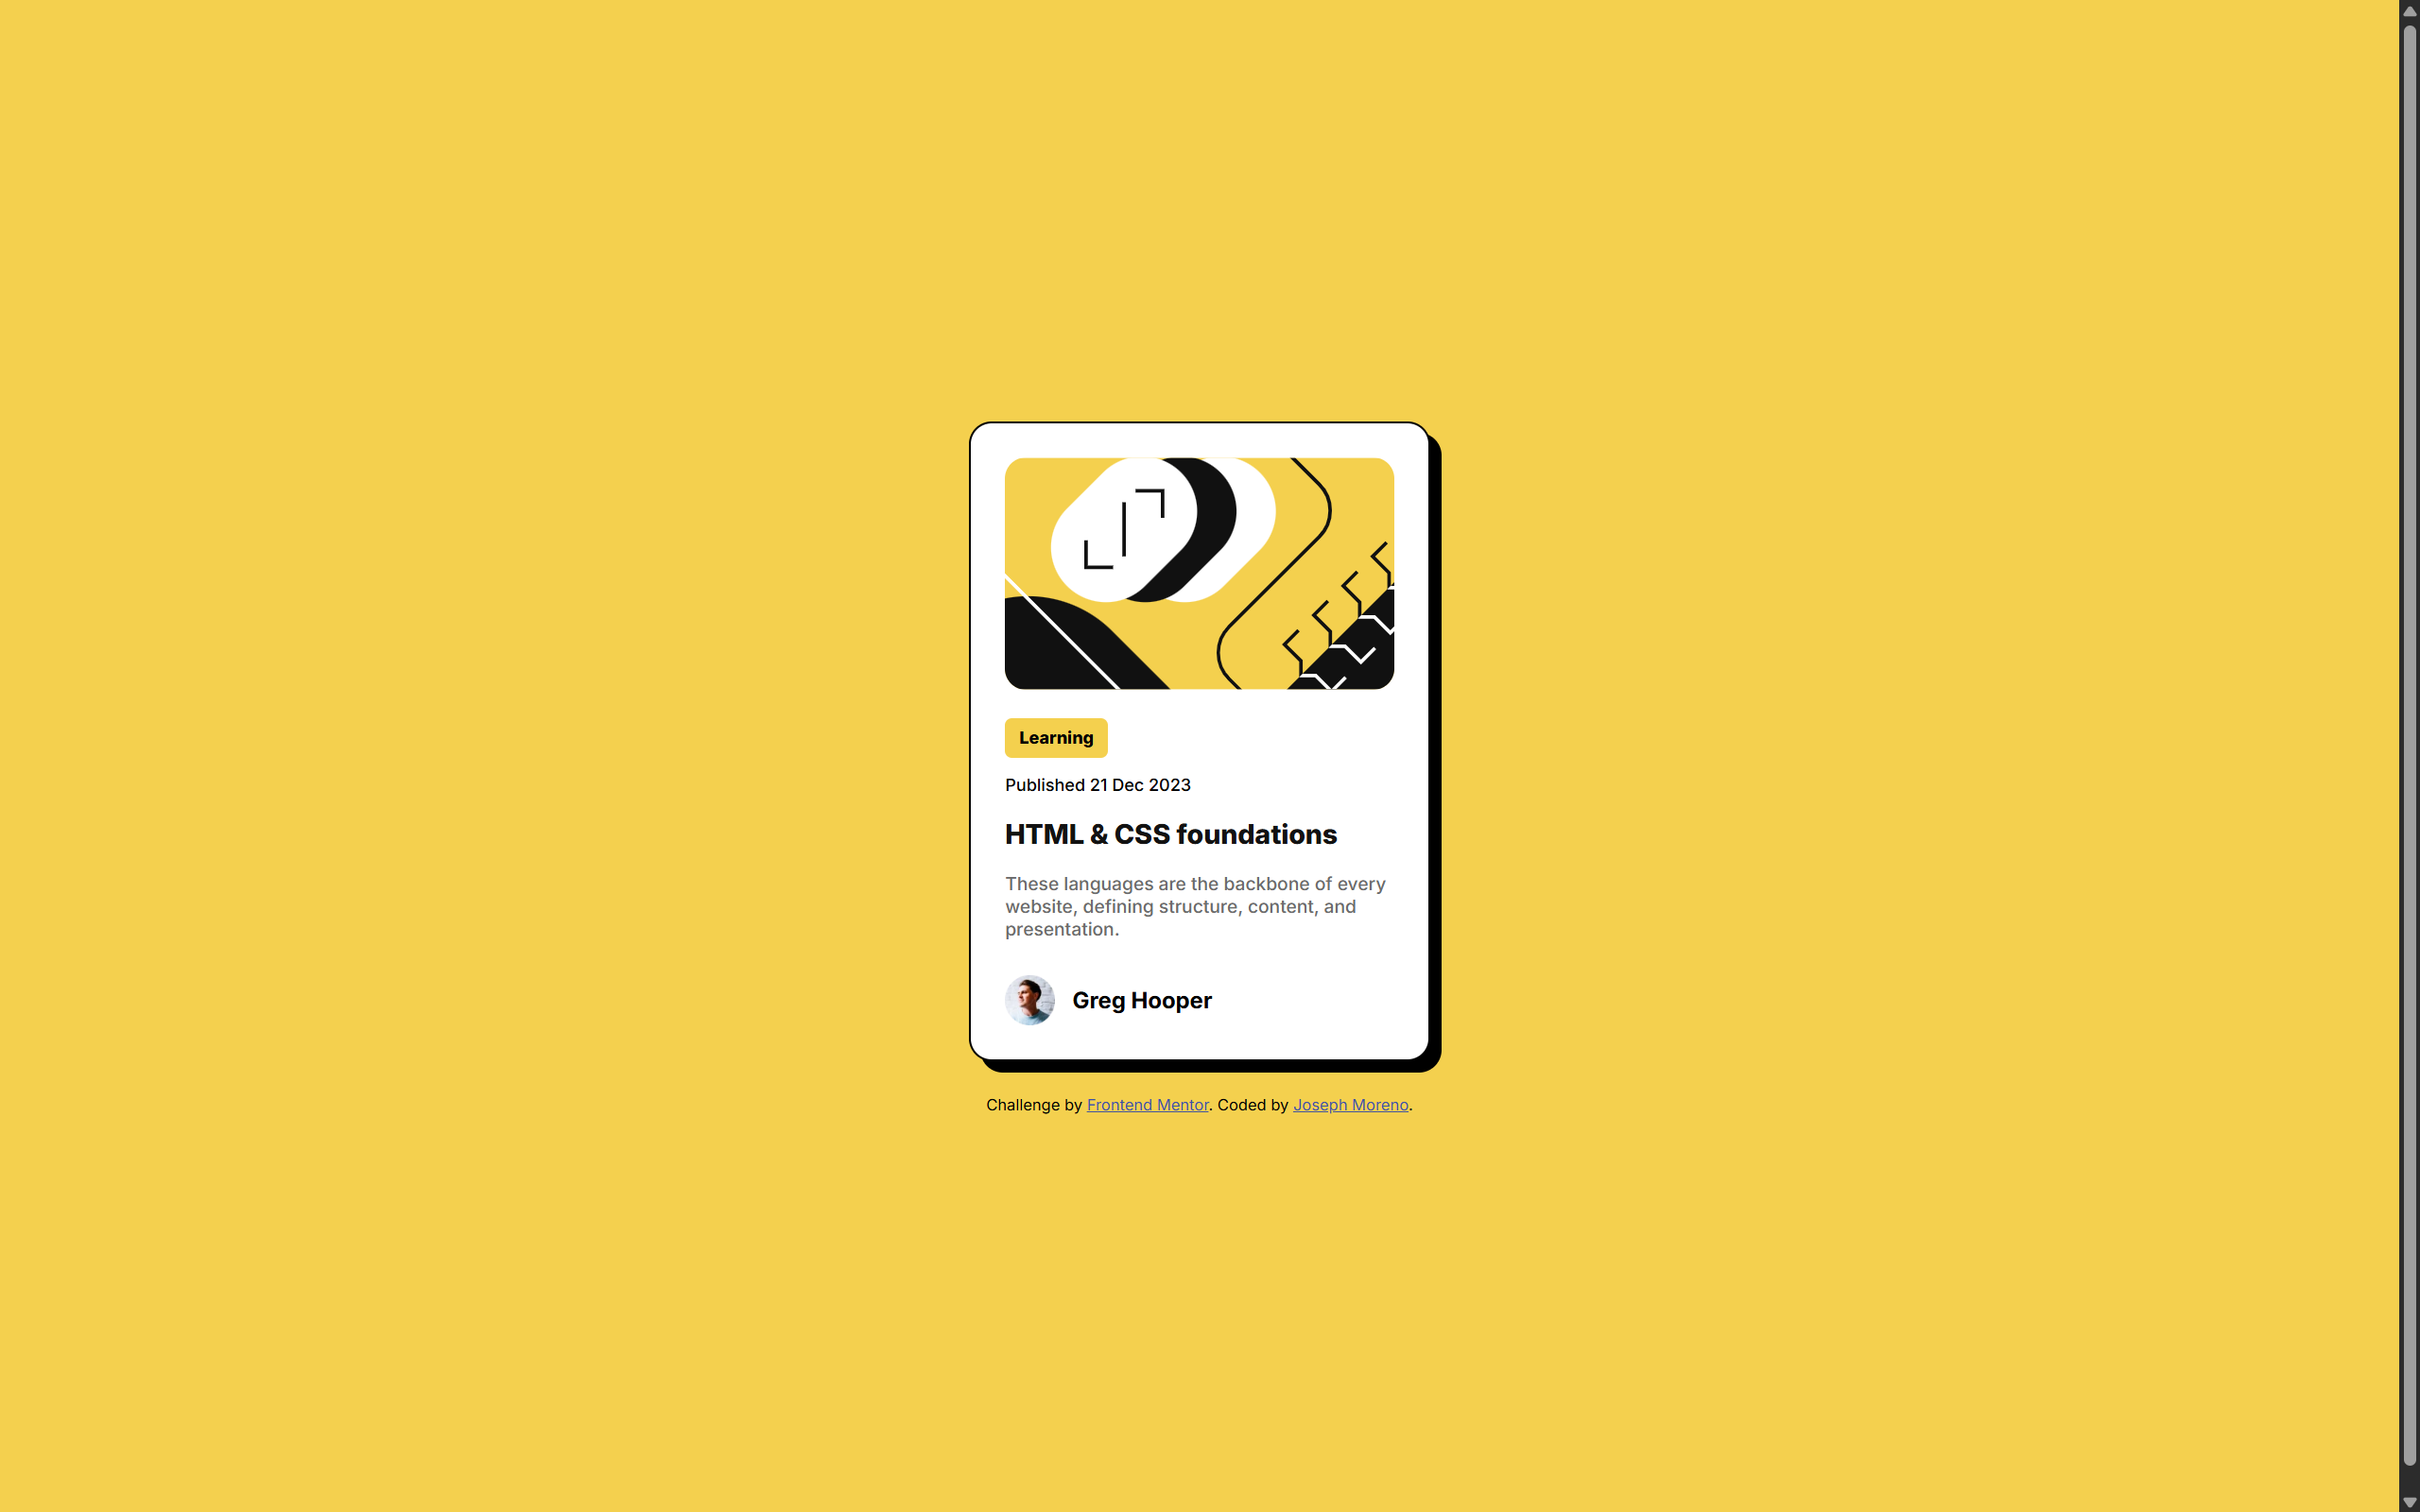 Learning
Published 21 Dec 2023
HTML & CSS foundations
These languages are the backbone of every
website, defining structure, content, and
presentation.
Greg Hooper
Challenge by Frontend Mentor. Coded by Joseph Moreno.